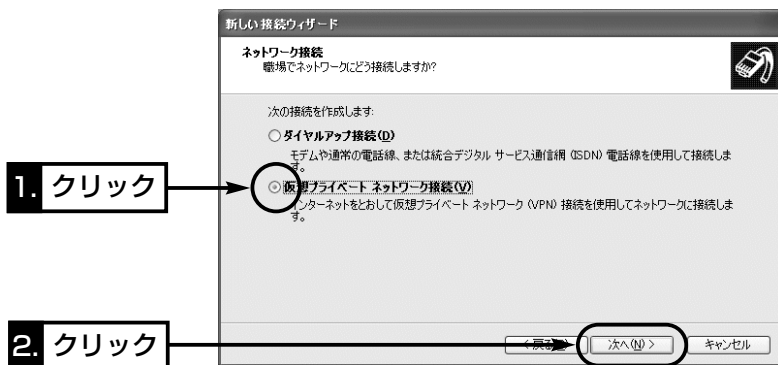 新しい接続ウィザード
ネットワーク接続
職場でネットワークにどう接続しますか?
次の接続を作成します:
ダイヤルアップ接続(D)
モデムや通常の電話線、または統合デジタル サービス通信網 (ISDN) 電話線を使用して接続しま
す。
1. クリック
仮想プライベート ネットワーク接続(V)
インターネットをとおして仮想プライベート ネットワーク (VPN) 接続を使用してネットワークに接続しま
す。
2. クリック
< 戻る
次へ(N) >
キャンセル